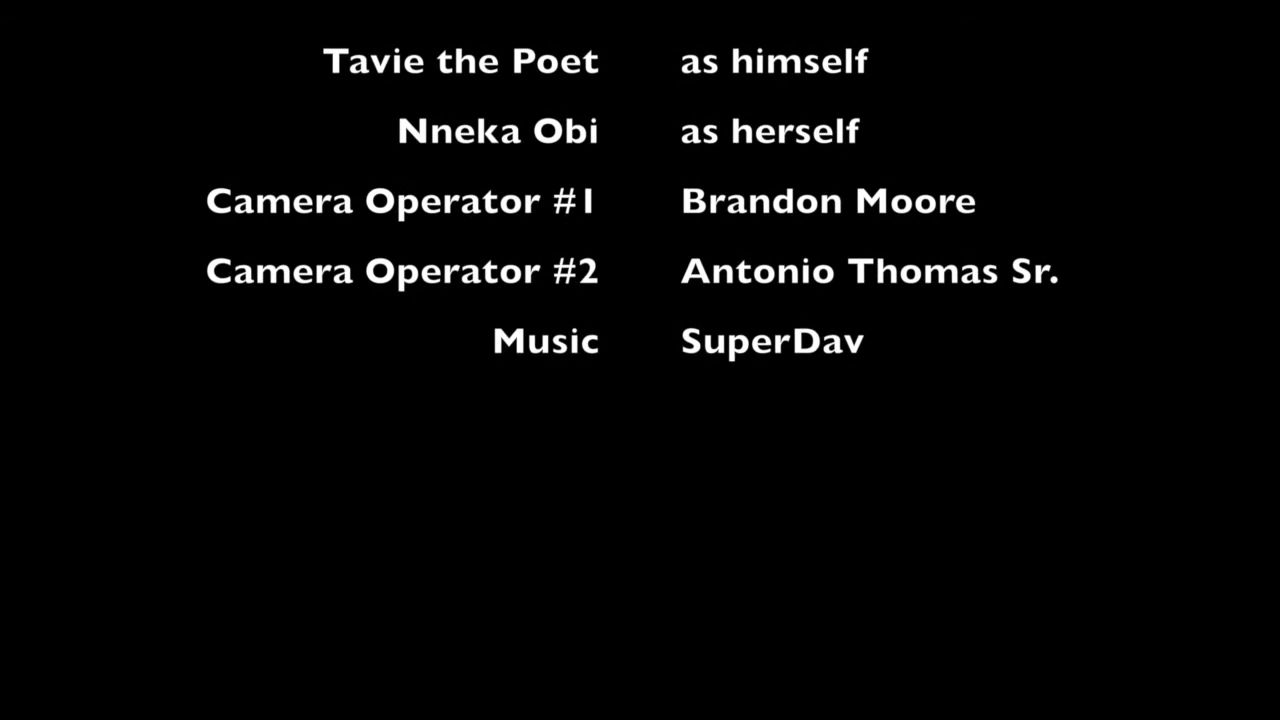 Tavie the Poet as himself
Nneka Obi as herself
Camera Operator #1 Brandon Moore
Camera Operator #2 Antonio Thomas Sr.
Music SuperDav